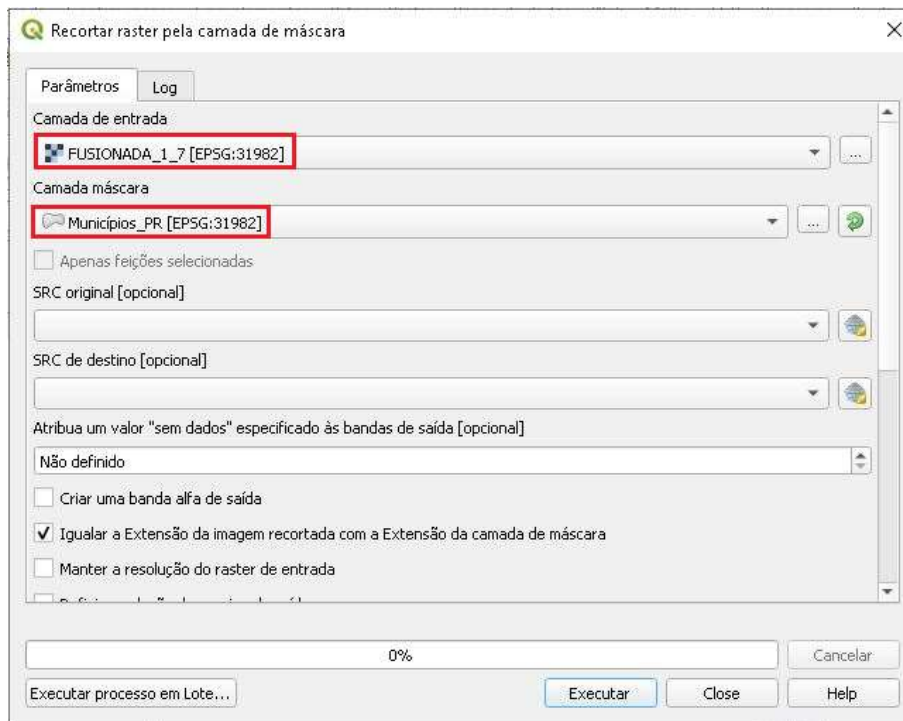 Recortar raster pela camada de máscara
Parâmetros
Log
Camada de entrada
FUSIONADA_1_7 [EPSG:31982]
...
Camada máscara
Municípios_PR [EPSG:31982]
...
Apenas feições selecionadas
SRC original [opcional]
SRC de destino [opcional]
Atribua um valor "sem dados" especificado às bandas de saída [opcional]
Não definido
Criar uma banda alfa de saída
Igualar a Extensão da imagem recortada com a Extensão da camada de máscara
Manter a resolução do raster de entrada
0%
Cancelar
Executar processo em Lote...
Executar
Close
Help